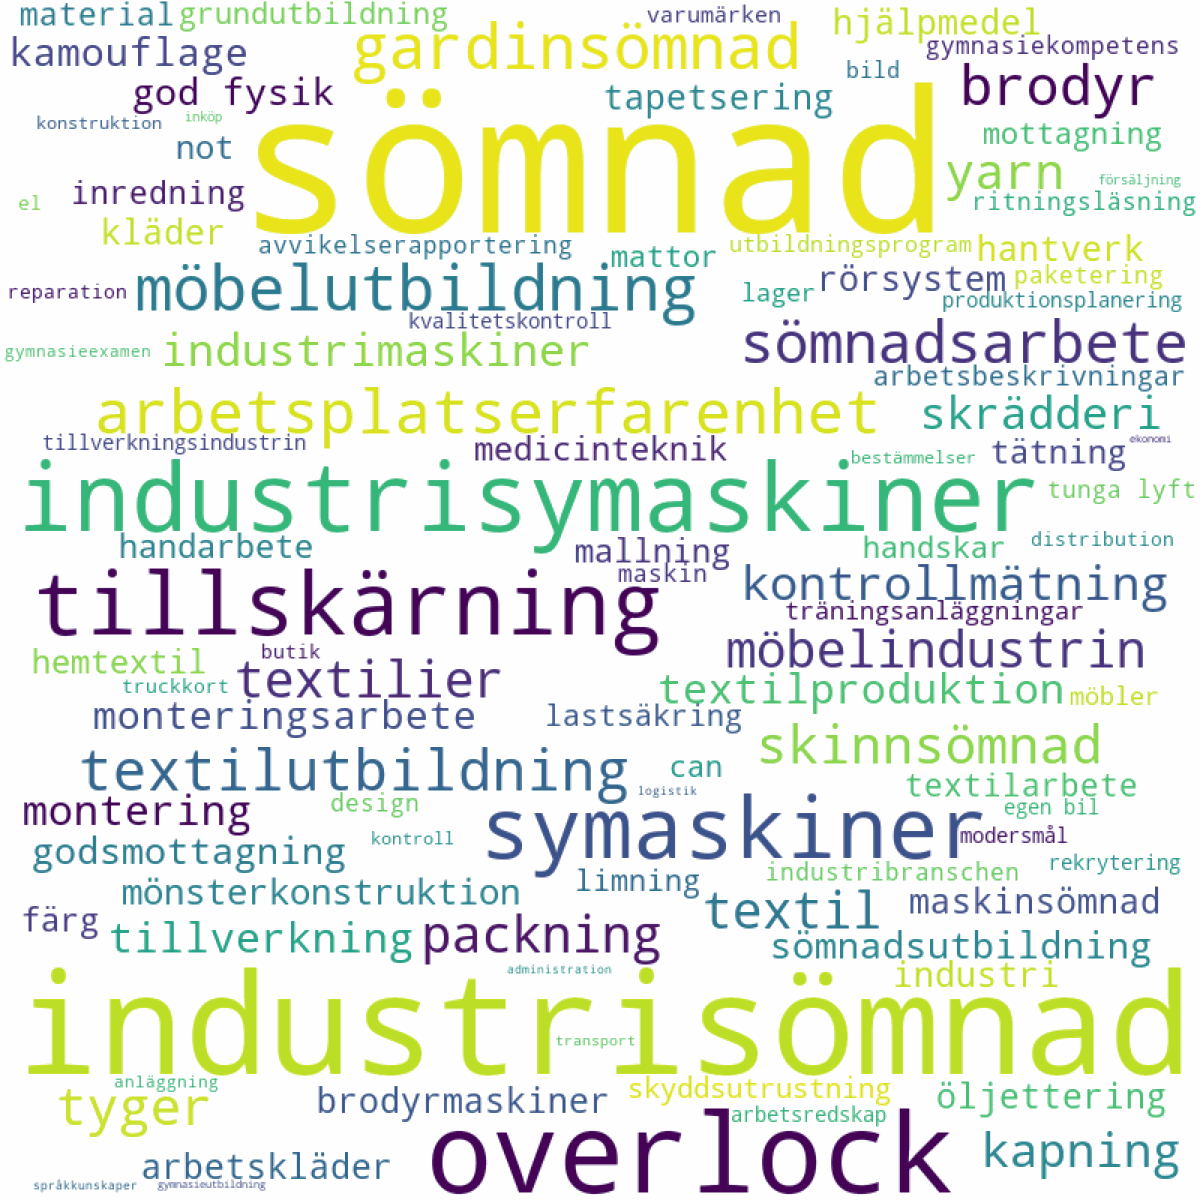 material
grundutbildning
varumärken
hjälpmedel
kamouflage
gardinsömnad
gymnasiekompetens
god fysik
bild
brodyr
tapetsering
konstruktion
inköp
sömnad
mottagning
not
yarn
försäljning
inredning
el
ritningsläsning
kläder
avvikelserapportering
mattor
utbildningsprogram
hantverk
reparation
möbelutbildning
lager
rörsystem
paketering
produktionsplanering
kvalitetskontroll
gymnasieexamen
industrimaskiner
sömnadsarbete
arbetsbeskrivningar
arbetsplatserfarenhet
skrädderi
tillverkningsindustrin
medicinteknik
bestämmelser
tätning
ekonomi
industrisymaskiner
tunga lyft
handarbete
mallning
handskar
distribution
maskin
tillskärning
kontrollmätning
träningsanläggningar
hemtextil
butik
möbelindustrin
truckkort
textilier
textilproduktion
möbler
monteringsarbete
lastsäkring
skinnsömnad
textilutbildning
can
textilarbete
logistik
montering
design
egen bil
symaskiner
modersmål
godsmottagning
kontroll
rekrytering
industribranschen
mönsterkonstruktion
limning
maskinsömnad
färg
textil
tillverkning
packning
sömnadsutbildning
administration
industri
industrisömnad
transport
anläggning
tyger
brodyrmaskiner
skyddsutrustning
öljettering
arbetsredskap
overlock
kapning
arbetskläder
språkkunskaper
gymnasieutbildning